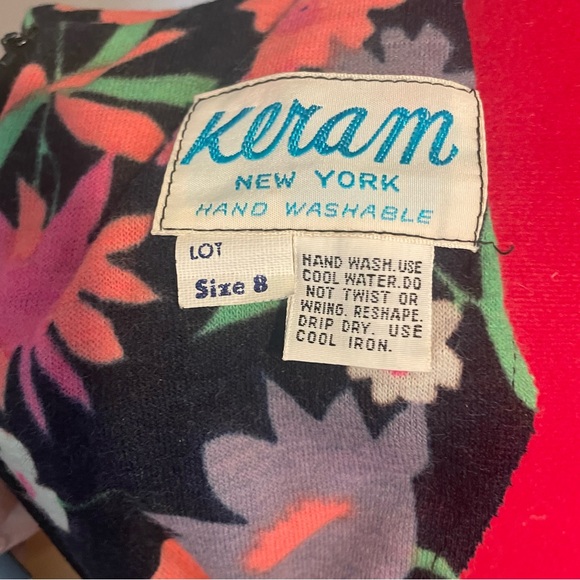 Keram
NEW YORK
HAND WASHABLE
LOT
Size 8
HAND WASH. USE
COOL WATER. DO
NOT TWIST OR
WRING. RESHAPE.
DRIP DRY. USE
COOL IRON.